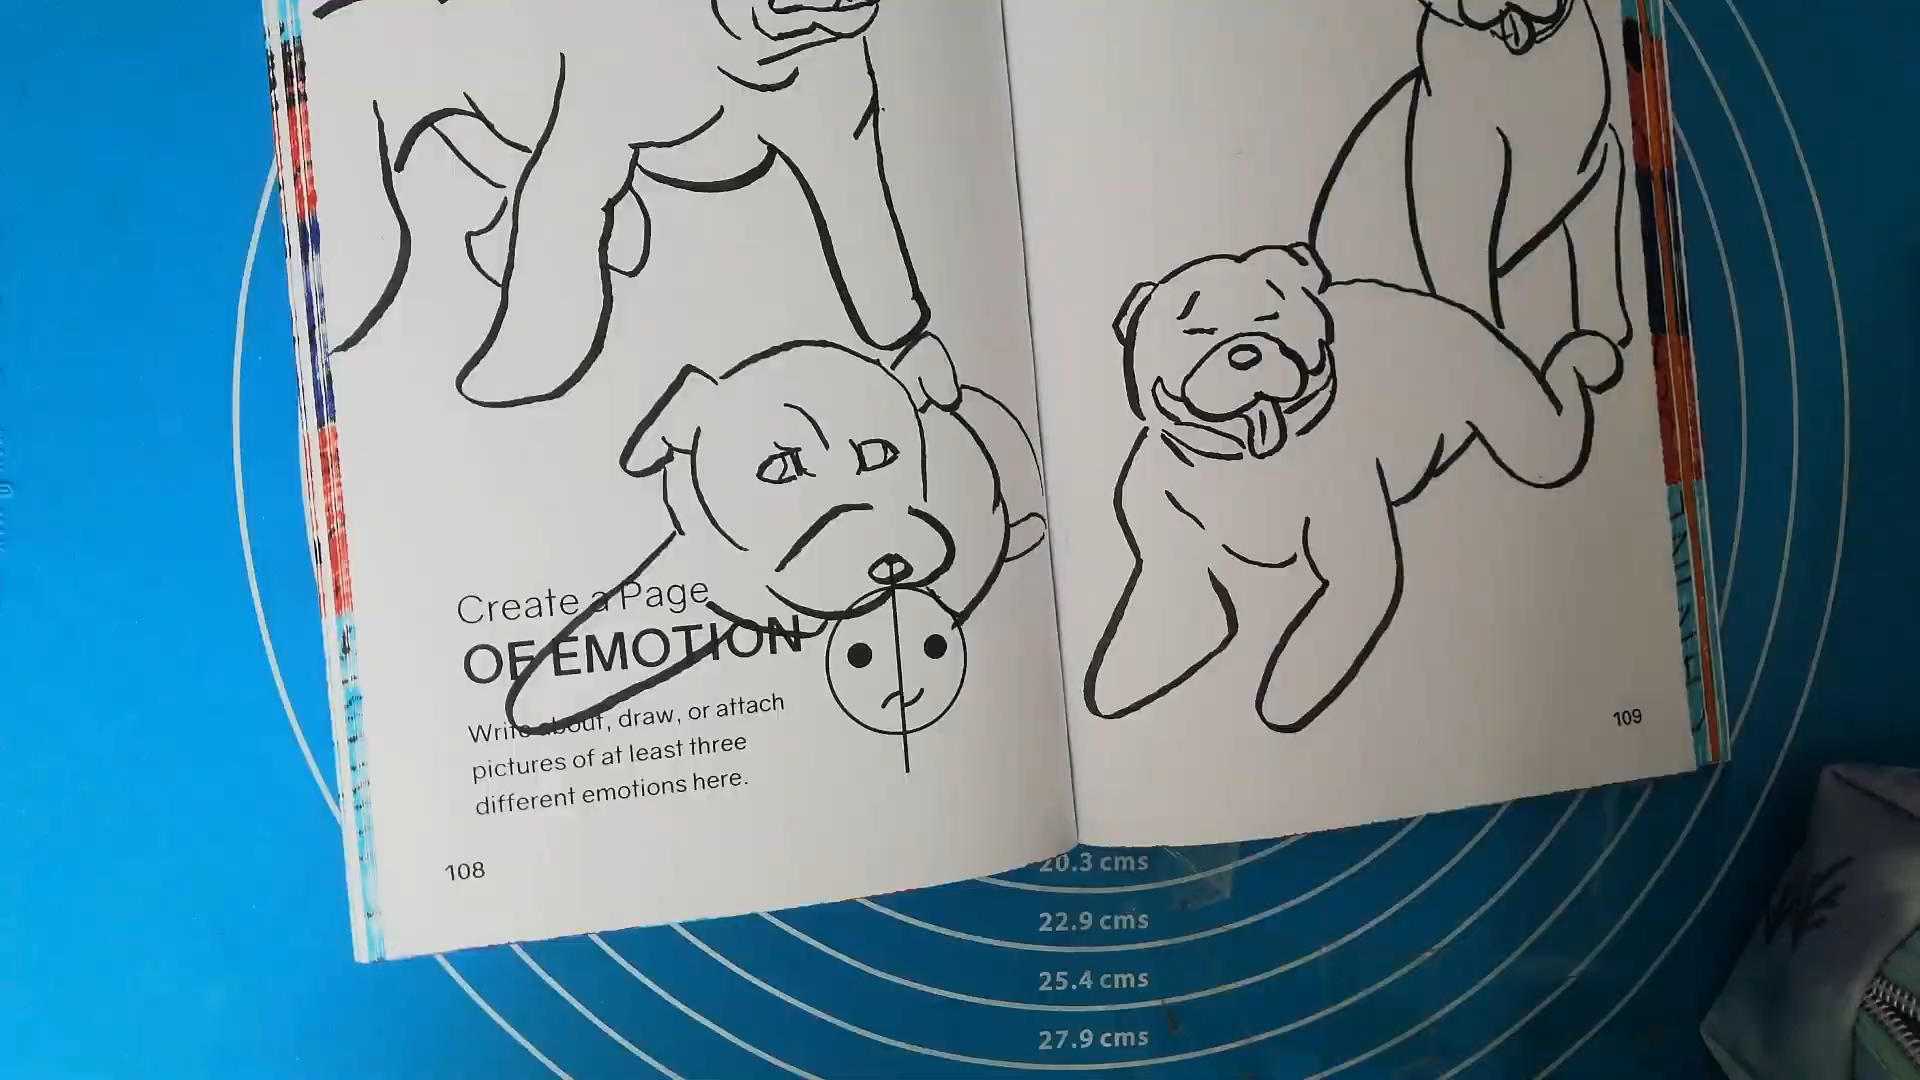 Create a Page
OF EMOTION
Write about, draw, or attach
pictures of at least three
different emotions here.
108
109
20.3 cms
22.9 cms
25.4 cms
27.9 cms